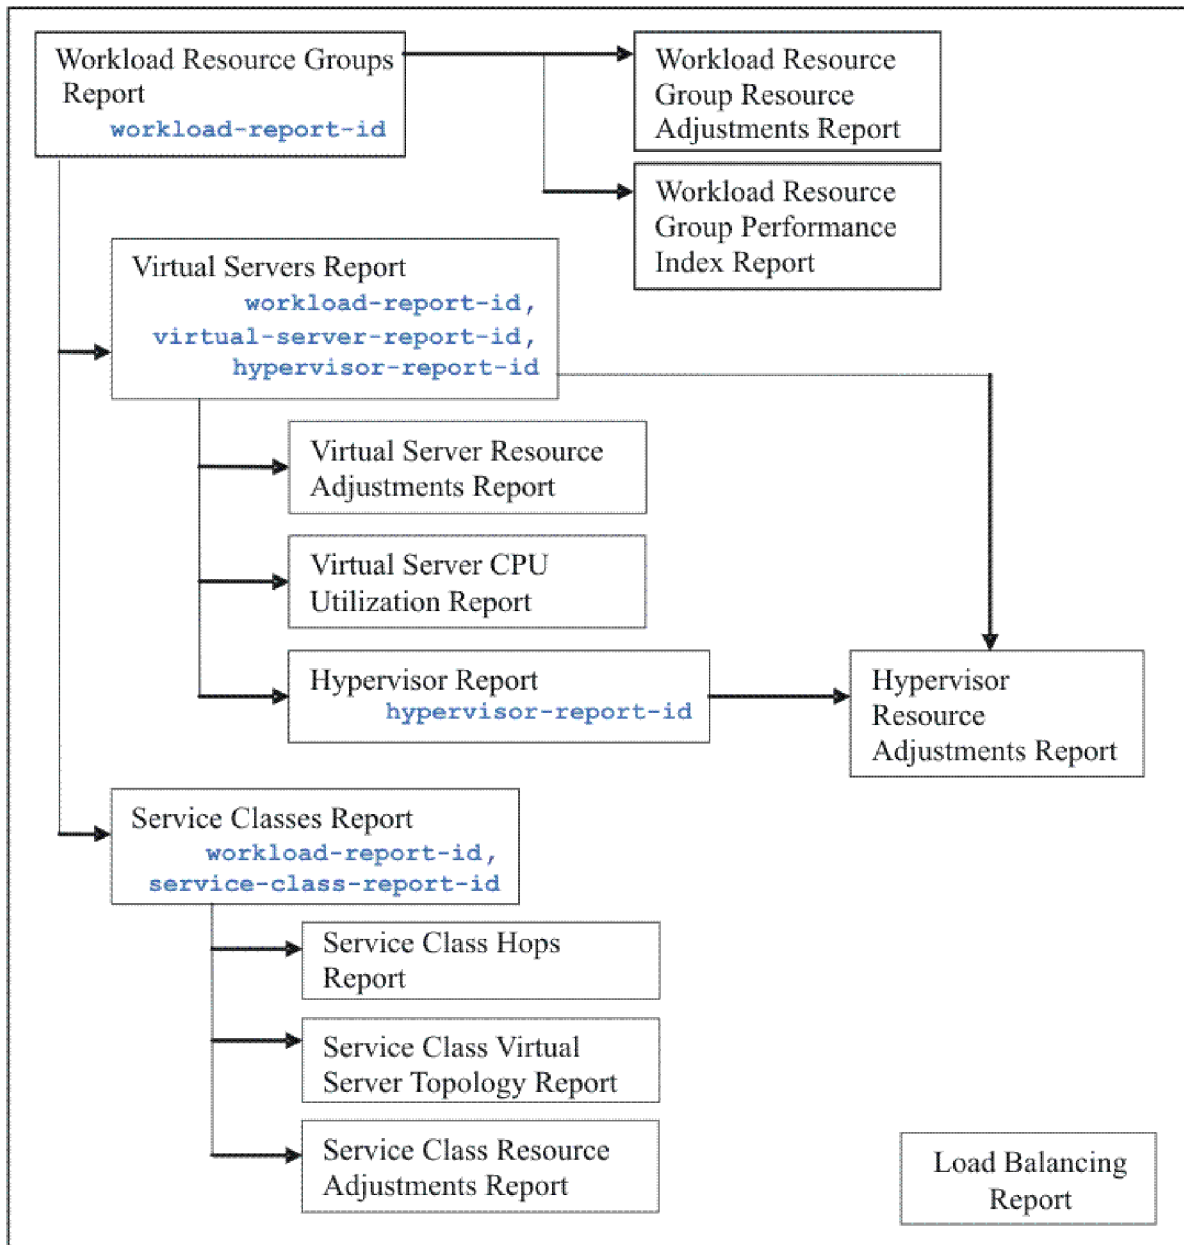 Workload Resource Groups
Report
workload-report-id
Workload Resource
Group Resource
Adjustments Report
Workload Resource
Group Performance
Index Report
Virtual Servers Report
workload-report-id,
virtual-server-report-id,
hypervisor-report-id
Virtual Server Resource
Adjustments Report
Virtual Server CPU
Utilization Report
Hypervisor Report
hypervisor-report-id
Hypervisor
Resource
Adjustments Report
Service Classes Report
workload-report-id,
service-class-report-id
Service Class Hops
Report
Service Class Virtual
Server Topology Report
Service Class Resource
Adjustments Report
Load Balancing
Report